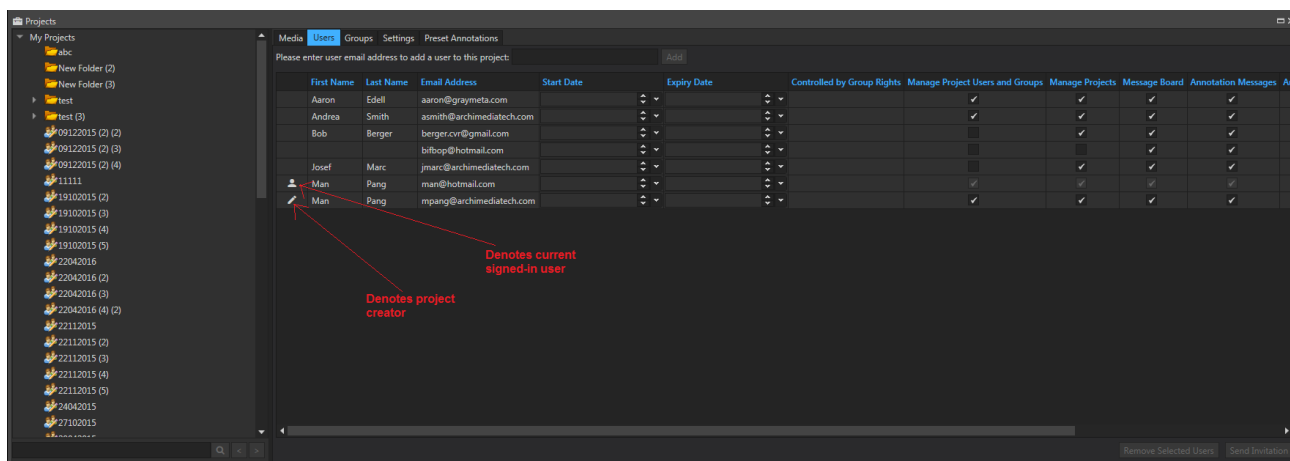 Projects
My Projects
abc
New Folder (2)
New Folder (3)
test
test (3)
09122015 (2) (2)
09122015 (2) (3)
09122015 (2) (4)
11111
19102015 (2)
19102015 (3)
19102015 (4)
19102015 (5)
22042016
22042016 (2)
22042016 (3)
22042016 (4) (2)
22112015
22112015 (2)
22112015 (3)
22112015 (4)
22112015 (5)
24042015
27102015
Media Users Groups Settings Preset Annotations
Please enter user email address to add a user to this project: Add
First Name Last Name Email Address Start Date Expiry Date Controlled by Group Rights Manage Project Users and Groups Manage Projects Message Board Annotation Messages
Aaron Edell aaron@graymeta.com
Andrea Smith asmith@archimediatech.com
Bob Berger berger.cvr@gmail.com
bifbop@hotmail.com
Josef Marc jmarc@archimediatech.com
Man Pang man@hotmail.com
Man Pang mpang@archimediatech.com
Denotes current
signed-in user
Denotes project
creator
Remove Selected Users Send Invitation